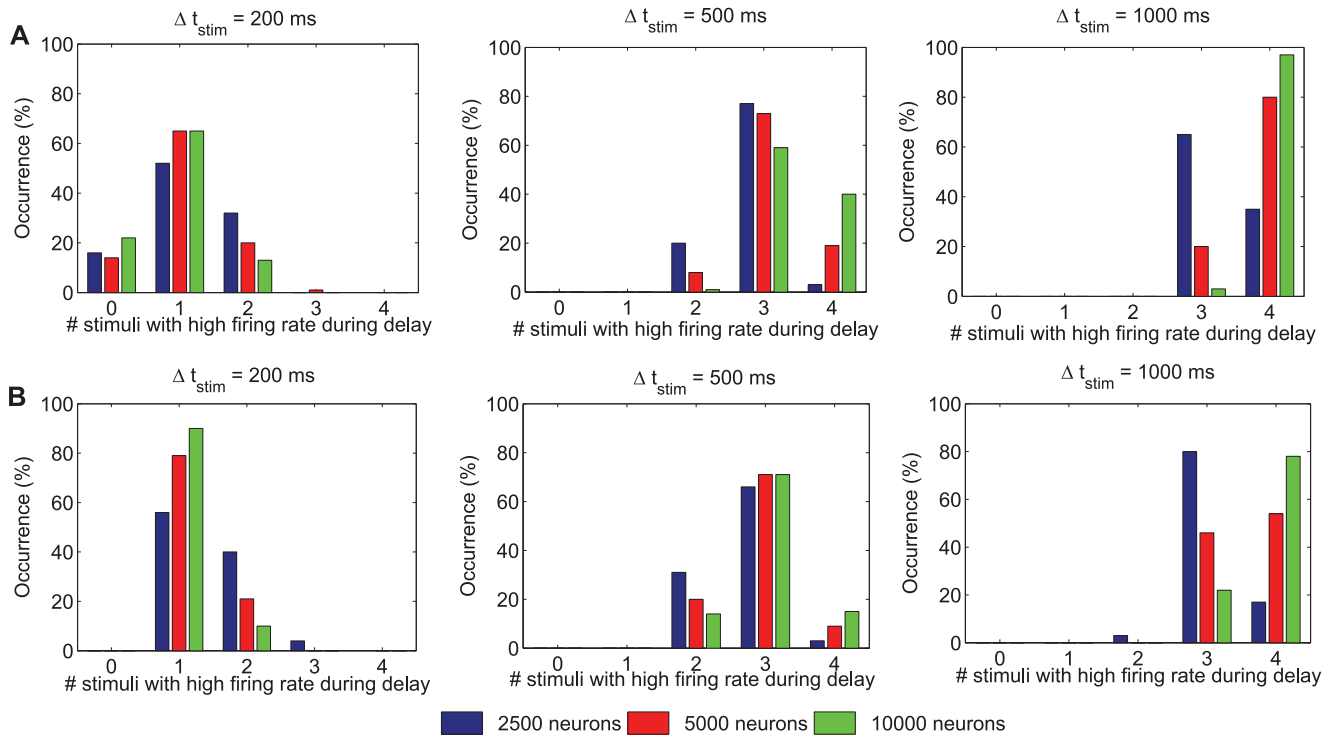 A
Δ t_stim = 200 ms
Occurrence (%)
100
80
60
40
20
0
0 1 2 3 4
# stimuli with high firing rate during delay
Δ t_stim = 500 ms
Occurrence (%)
100
80
60
40
20
0
0 1 2 3 4
# stimuli with high firing rate during delay
Δ t_stim = 1000 ms
Occurrence (%)
100
80
60
40
20
0
0 1 2 3 4
# stimuli with high firing rate during delay
B
Δ t_stim = 200 ms
Occurrence (%)
100
80
60
40
20
0
0 1 2 3 4
# stimuli with high firing rate during delay
Δ t_stim = 500 ms
Occurrence (%)
100
80
60
40
20
0
0 1 2 3 4
# stimuli with high firing rate during delay
Δ t_stim = 1000 ms
Occurrence (%)
100
80
60
40
20
0
0 1 2 3 4
# stimuli with high firing rate during delay
2500 neurons 5000 neurons 10000 neurons